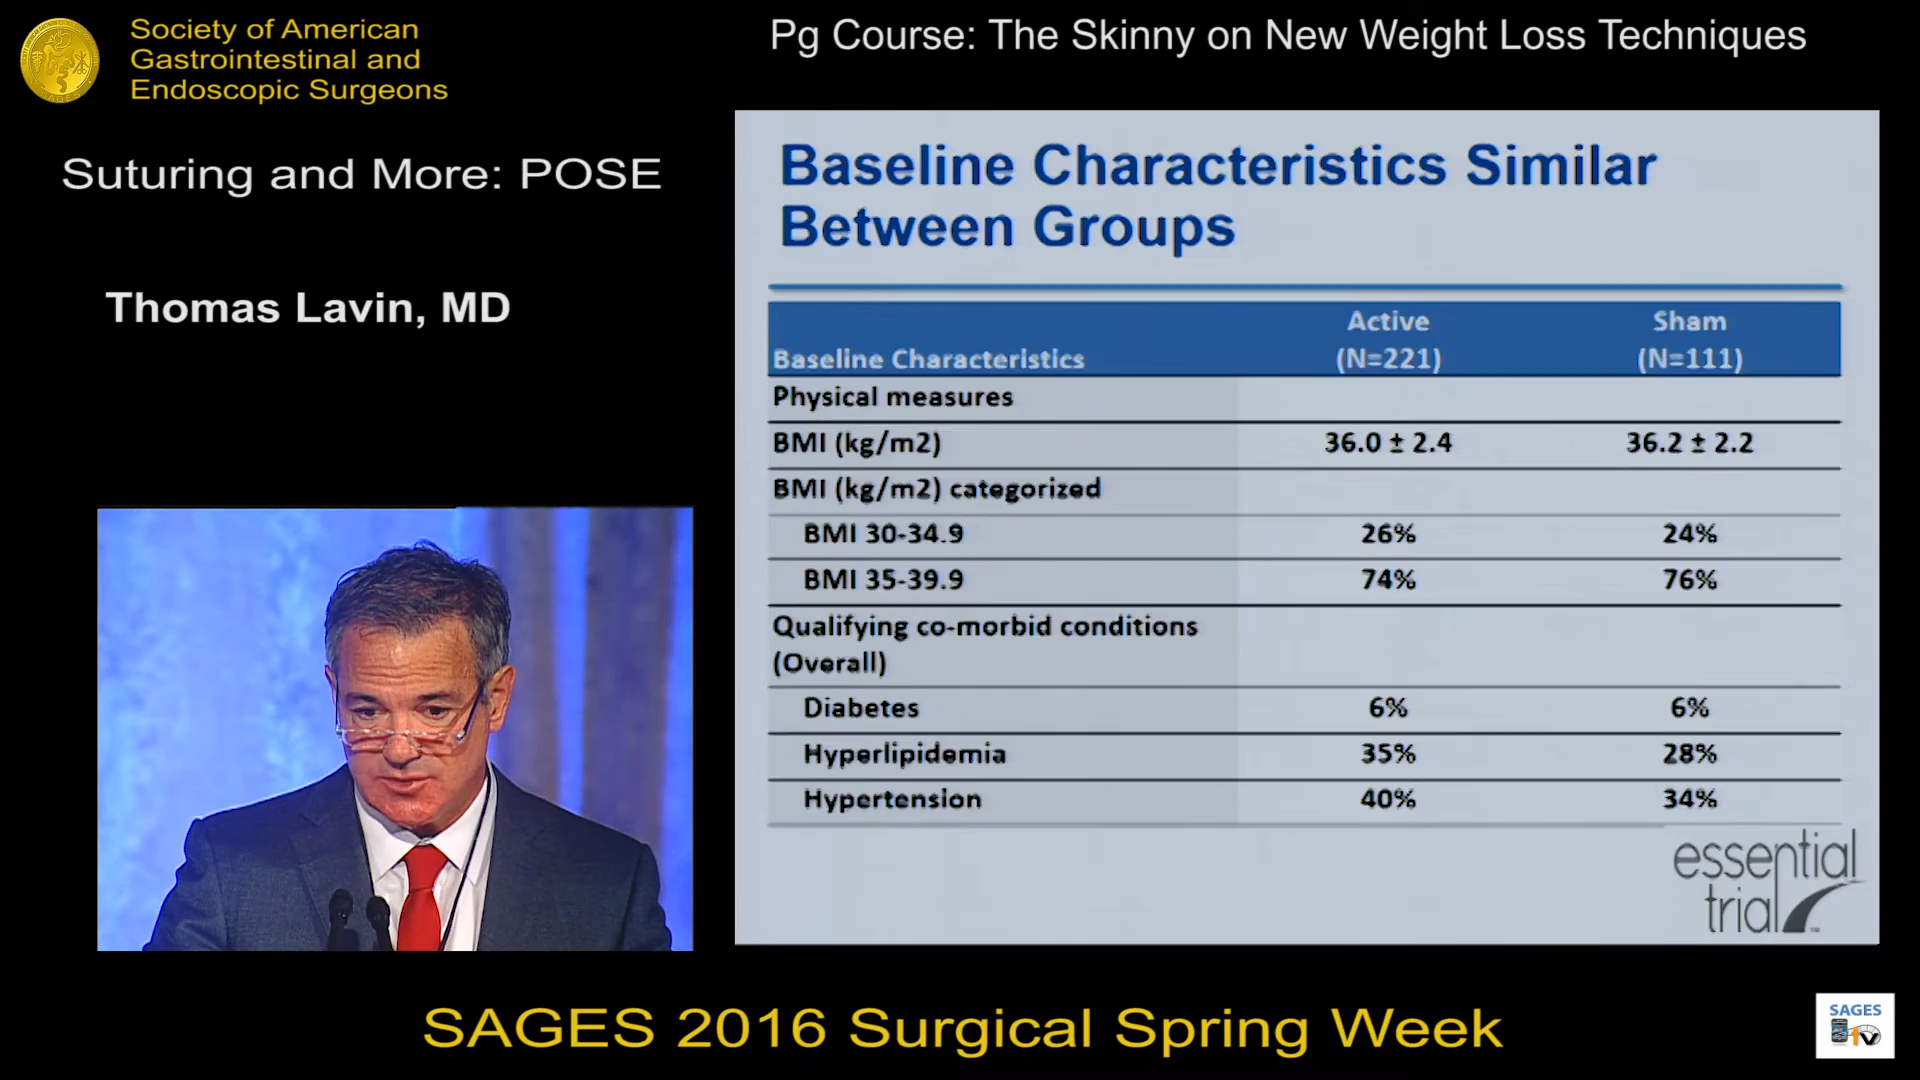 Society of American
Gastrointestinal and
Endoscopic Surgeons
Pg Course: The Skinny on New Weight Loss Techniques
Suturing and More: POSE
Thomas Lavin, MD
Baseline Characteristics Similar
Between Groups
Baseline Characteristics Active (N=221) Sham (N=111)
Physical measures
BMI (kg/m2) 36.0 ± 2.4 36.2 ± 2.2
BMI (kg/m2) categorized
BMI 30-34.9 26% 24%
BMI 35-39.9 74% 76%
Qualifying co-morbid conditions
(Overall)
Diabetes 6% 6%
Hyperlipidemia 35% 28%
Hypertension 40% 34%
essential
trial
SAGES 2016 Surgical Spring Week
SAGES
TV